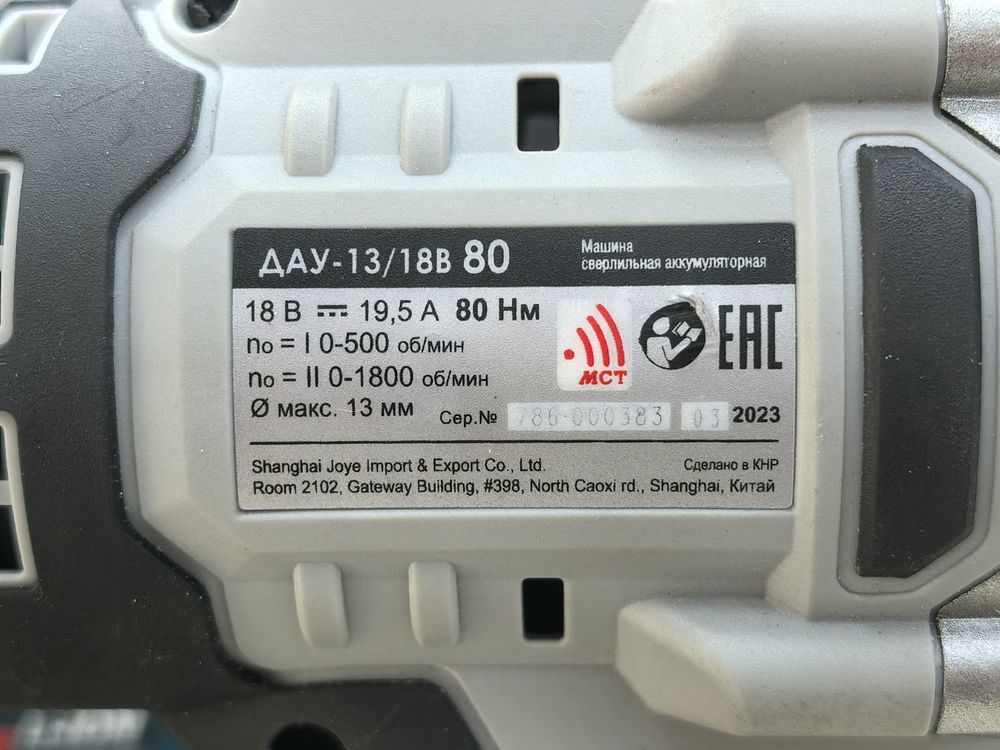 ДАУ-13/18В 80
Машина
сверлильная аккумуляторная
18 В 19,5 А 80 Нм
no = I 0-500 об/мин
no = II 0-1800 об/мин
Ø макс. 13 мм
МСТ
ЕАС
Сер.№ 786-000383 03 2023
Shanghai Joye Import & Export Co., Ltd.
Сделано в КНР
Room 2102, Gateway Building, #398, North Caoxi rd., Shanghai, Китай